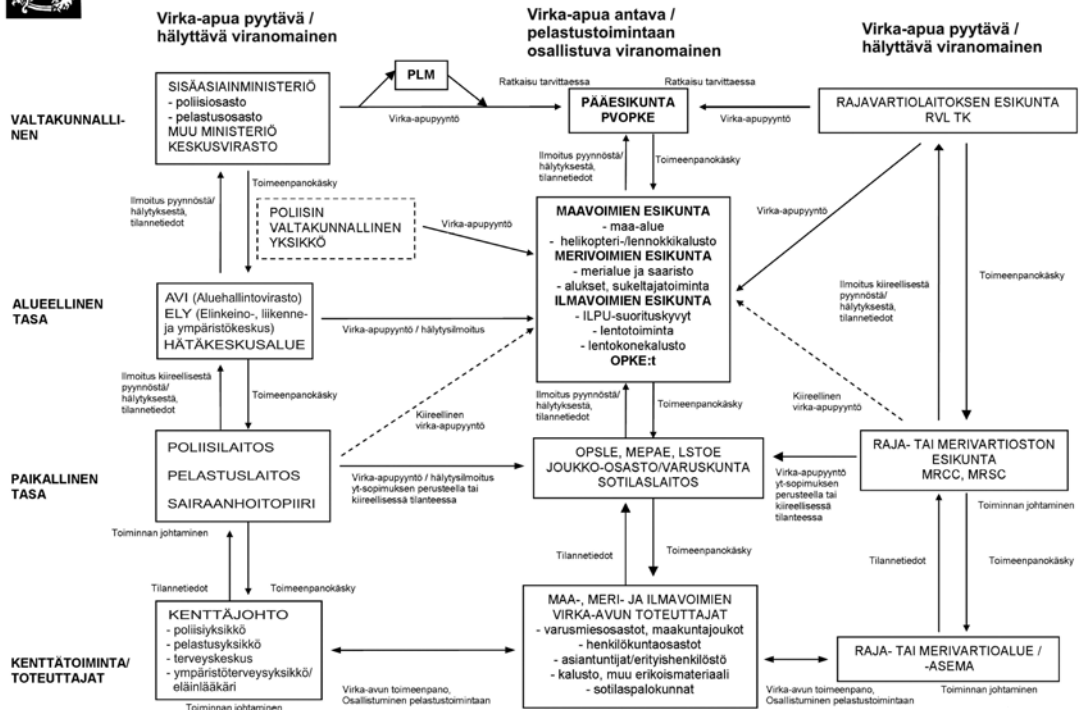 Virka-apua pyytävä /
hälyttävä viranomainen
Virka-apua antava /
pelastustoimintaan
osallistuva viranomainen
Virka-apua pyytävä /
hälyttävä viranomainen
VALTAKUNNALLI-
NEN
SISÄASIAINMINISTERIÖ
- poliisiosasto
- pelastusosasto
MUU MINISTERIÖ
KESKUSVIRASTO
PLM
Virka-apupyyntö
Ratkaisu tarvittaessa
Ratkaisu tarvittaessa
PÄÄESIKUNTA
PVOPKE
Virka-apupyyntö
RAJAVARTIOLAITOKSEN ESIKUNTA
RVL TK
Ilmoitus pyynnöstä/
hälytyksestä,
tilannetiedot
Toimeenpanokäsky
Ilmoitus pyynnöstä/
hälytyksestä,
tilannetiedot
Toimeenpanokäsky
POLIISIN
VALTAKUNNALLINEN
YKSIKKÖ
Virka-apupyyntö
MAAVOIMIEN ESIKUNTA
- maa-alue
- helikopteri-/lennokkikalusto
MERIVOIMIEN ESIKUNTA
- merialue ja saaristo
- alukset, sukeltajatoiminta
ILMAVOIMIEN ESIKUNTA
- ILPU-suorituskyvyt
- lentotoiminta
- lentokonekalusto
OPKE:t
Virka-apupyyntö
Ilmoitus kiireellisestä
pyynnöstä/
hälytyksestä,
tilannetiedot
Toimeenpanokäsky
ALUEELLINEN
TASA
AVI (Aluehallintovirasto)
ELY (Elinkeino-, liikenne-
ja ympäristökeskus)
HÄTÄKESKUSALUE
Virka-apupyyntö / hälytysilmoitus
Ilmoitus kiireellisestä
pyynnöstä/
hälytyksestä,
tilannetiedot
Toimeenpanokäsky
Kiireellinen
virka-apupyyntö
Ilmoitus pyynnöstä/
hälytyksestä,
tilannetiedot
Toimeenpanokäsky
Kiireellinen
virka-apupyyntö
PAIKALLINEN
TASA
POLIISILAITOS
PELASTUSLAITOS
SAIRAANHOITOPIIRI
Toiminnan johtaminen
Virka-apupyyntö / hälytysilmoitus
yt-sopimuksen perusteella tai
kiireellisessä tilanteessa
OPSLE, MEPAE, LSTOE
JOUKKO-OSASTO/VARUSKUNTA
SOTILASLAITOS
Virka-apupyyntö
yt-sopimuksen
perusteella tai
kiireellisessä
tilanteessa
RAJA- TAI MERIVARTIOSTON
ESIKUNTA
MRCC, MRSC
Toiminnan johtaminen
Tilannetiedot
Toimeenpanokäsky
Tilannetiedot
Toimeenpanokäsky
Tilannetiedot
Toimeenpanokäsky
KENTTÄTOIMINTA/
TOTEUTTAJAT
KENTTÄJOHTO
- poliisiyksikkö
- pelastusyksikkö
- terveyskeskus
- ympäristöterveysyksikkö/
eläinlääkäri
Toiminnan johtaminen
Virka-avun toimeenpano,
Osallistuminen pelastustoimintaan
MAA-, MERI- JA ILMAVOIMIEN
VIRKA-AVUN TOTEUTTAJAT
- varusmiesosastot, maakuntajoukot
- henkilökuntaosastot
- asiantuntijat/erityishenkilöstö
- kalusto, muu erikoismateriaali
- sotilaspalokunnat
Virka-avun toimeenpano,
Osallistuminen pelastustoimintaan
RAJA- TAI MERIVARTIOALUE /
-ASEMA
Toiminnan johtaminen